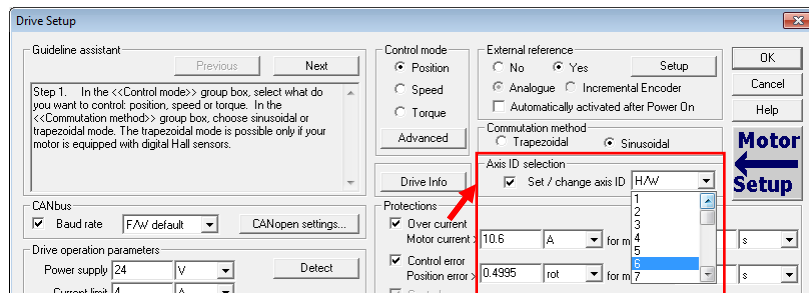 Drive Setup
Guideline assistant
Previous
Next
Step 1. In the <<Control mode>> group box, select what do
you want to control: position, speed or torque. In the
<<Commutation method>> group box, choose sinusoidal or
trapezoidal mode. The trapezoidal mode is possible only if your
motor is equipped with digital Hall sensors.
Control mode
Position
Speed
Torque
Advanced
External reference
No
Yes
Setup
Analogue
Incremental Encoder
Automatically activated after Power On
OK
Cancel
Help
Commutation method
Trapezoidal
Sinusoidal
Motor
Setup
Drive Info
Axis ID selection
Set / change axis ID
H/W
1
2
3
4
5
6
7
CANbus
Baud rate
F/W default
CANopen settings...
Protections
Over current
Motor current >
10.6
A
for m
s
Control error
Position error >
0.4995
rot
for m
s
Drive operation parameters
Power supply
24
V
Detect
Current limit
4
A